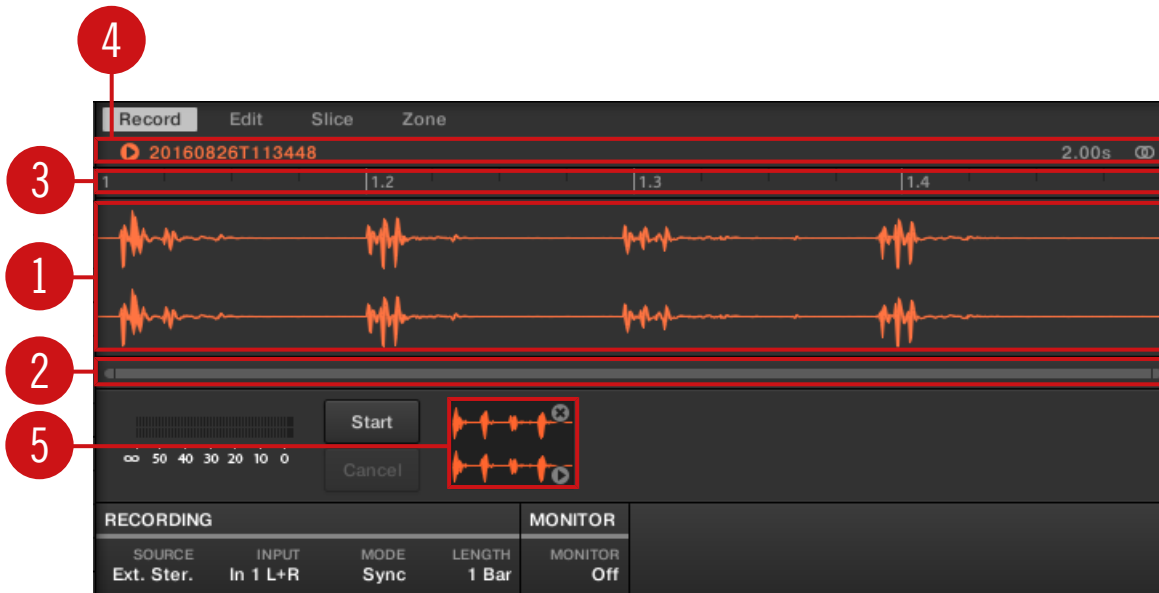 4
Record Edit Slice Zone
20160826T113448 2.00s
3
1 1.2 1.3 1.4
1
2
5
Start
∞ 50 40 30 20 10 0
Cancel
RECORDING MONITOR
SOURCE INPUT MODE LENGTH MONITOR
Ext. Ster. In 1 L+R Sync 1 Bar Off